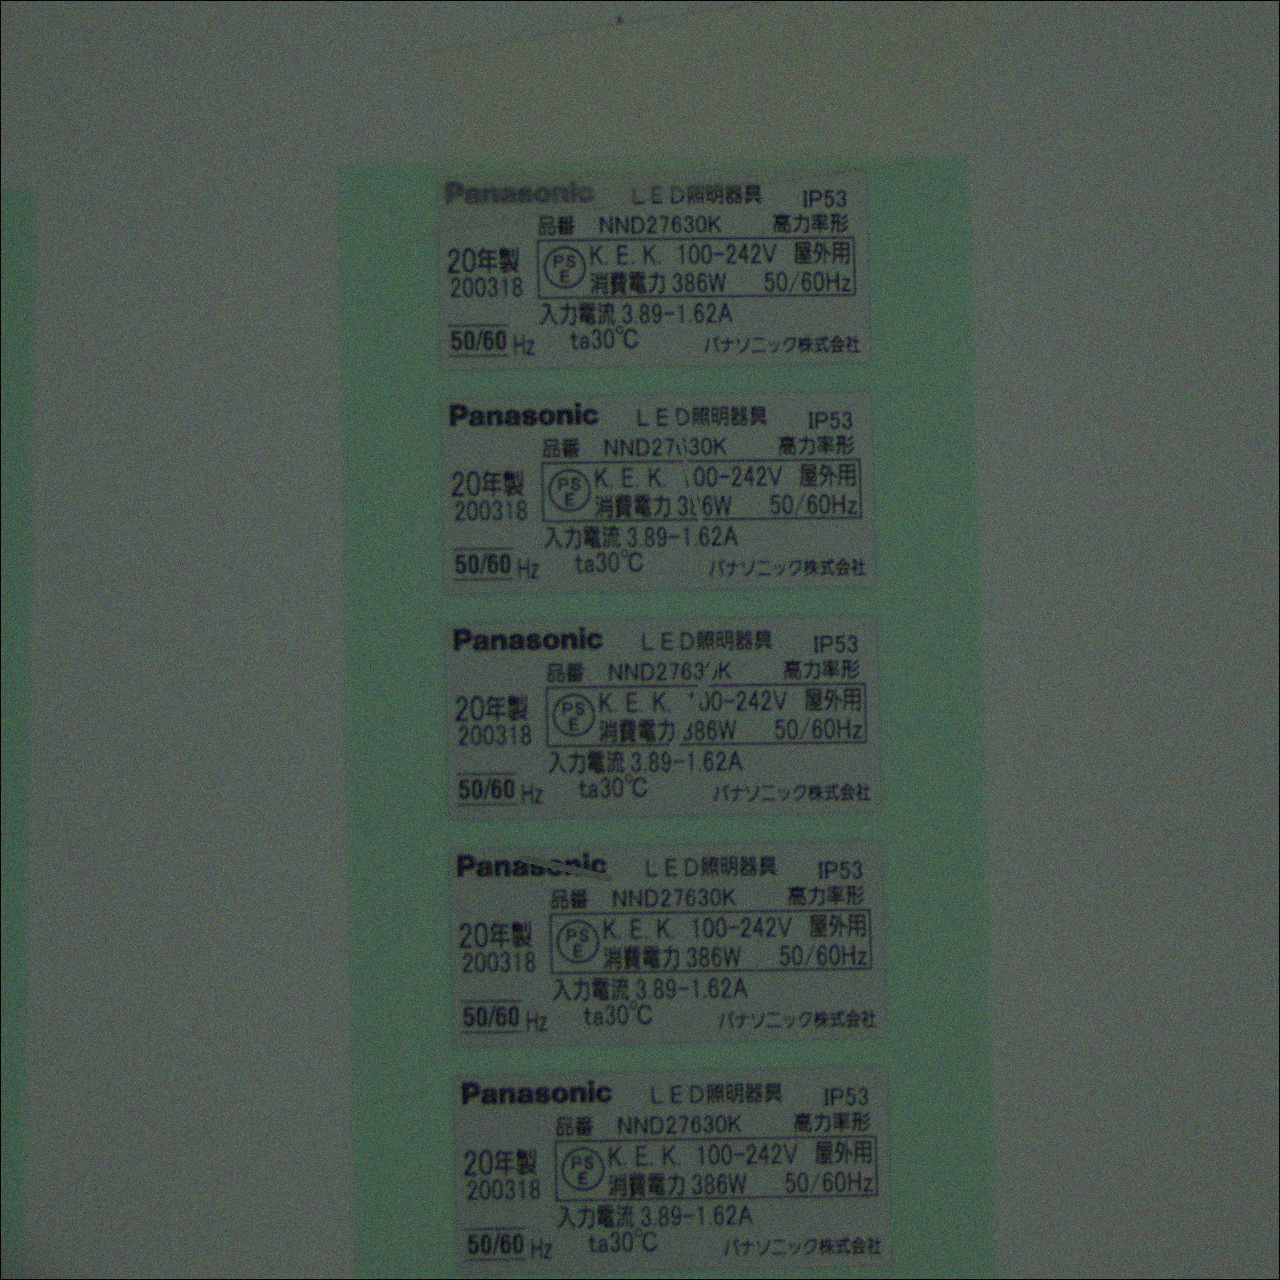 Panasonic LED照明器具 IP53
品番 NND27630K 高力率形
20年製 PSE K.E.K. 100-242V 屋外用
200318 消費電力 386W 50/60Hz
入力電流 3.89-1.62A
50/60 Hz ta30℃ パナソニック株式会社
Panasonic LED照明器具 IP53
品番 30K 高力率形
20年製 PSE K.E.K. 00-242V 屋外用
200318 消費電力 50/60Hz
入力電流 3.89-1.62A
50/60 Hz ta30℃ パナソニック株式会社
Panasonic LED照明器具 IP53
品番 高力率形
20年製 PSE K.E.K. 屋外用
200318 消費電力 86W 50/60Hz
入力電流 3.89-1.62A
50/60 Hz ta30℃ パナソニック株式会社
Panasonic LED照明器具 IP53
品番 NND27630K 高力率形
20年製 PSE K.E.K. 100-242V 屋外用
200318 消費電力 386W 50/60Hz
入力電流 3.89-1.62A
50/60 Hz ta30℃ パナソニック株式会社
Panasonic LED照明器具 IP53
品番 NND27630K 高力率形
20年製 PSE K.E.K. 100-242V 屋外用
200318 消費電力 386W 50/60Hz
入力電流 3.89-1.62A
50/60 Hz ta30℃ パナソニック株式会社